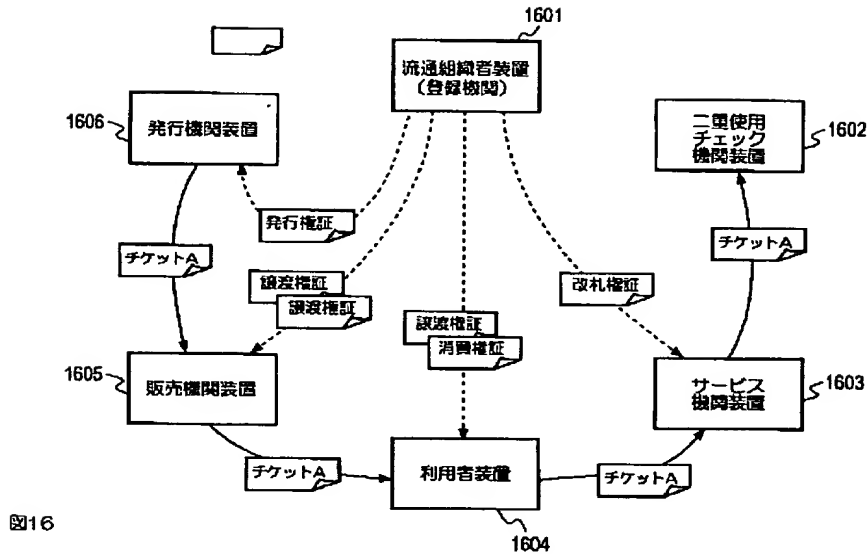 1601
流通組織者装置
(登録機関)
1606
発行機関装置
二重使用
チェック
機関装置
1602
発行権証
チケットA
チケットA
譲渡権証
譲渡権証
改札権証
譲渡権証
消費権証
1605
販売機関装置
サービス
機関装置
1603
チケットA
利用者装置
チケットA
1604
図16